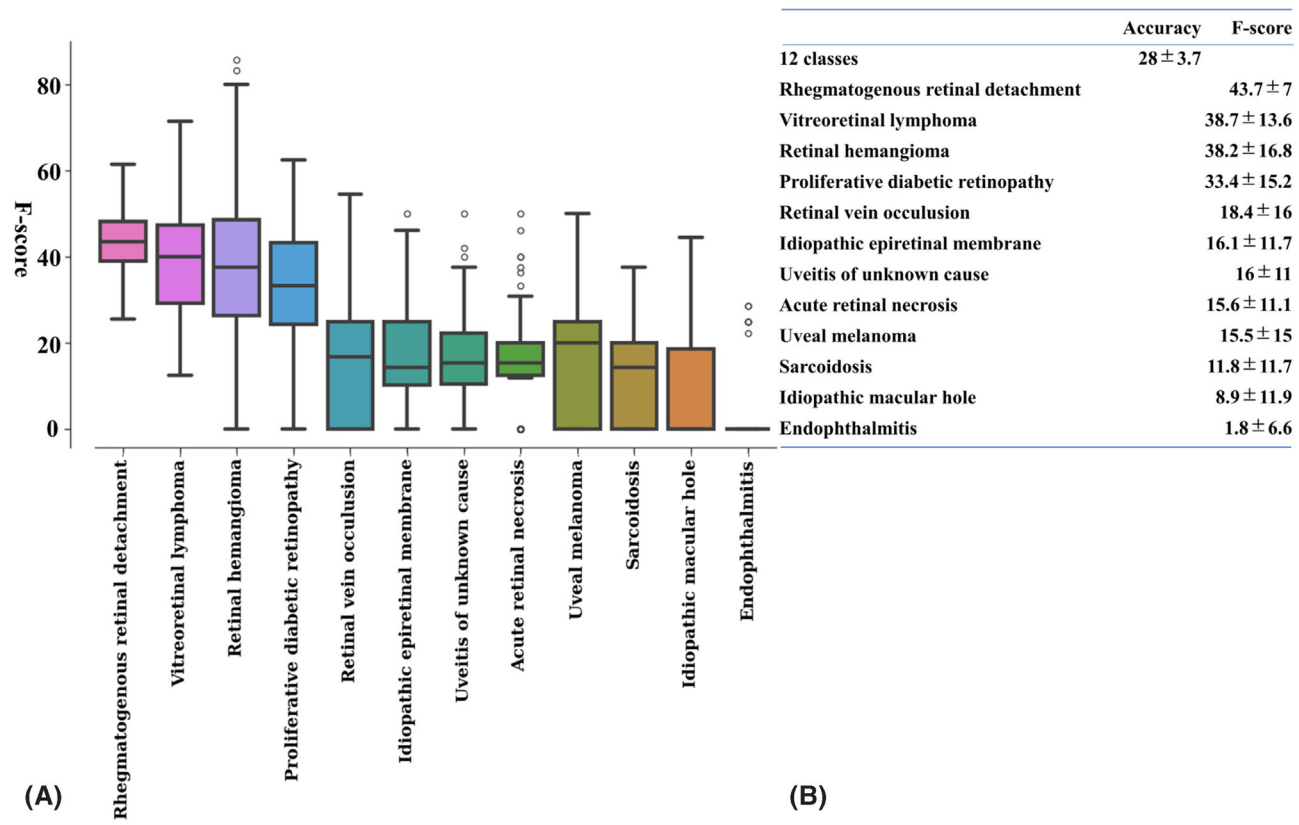 80
60
40
20
0
F-score
Rhegmatogenous retinal detachment
Vitreoretinal lymphoma
Retinal hemangioma
Proliferative diabetic retinopathy
Retinal vein occulusion
Idiopathic epiretinal membrane
Uveitis of unknown cause
Acute retinal necrosis
Uveal melanoma
Sarcoidosis
Idiopathic macular hole
Endophthalmitis
(A)
Accuracy F-score
12 classes 28±3.7
Rhegmatogenous retinal detachment 43.7±7
Vitreoretinal lymphoma 38.7±13.6
Retinal hemangioma 38.2±16.8
Proliferative diabetic retinopathy 33.4±15.2
Retinal vein occulusion 18.4±16
Idiopathic epiretinal membrane 16.1±11.7
Uveitis of unknown cause 16±11
Acute retinal necrosis 15.6±11.1
Uveal melanoma 15.5±15
Sarcoidosis 11.8±11.7
Idiopathic macular hole 8.9±11.9
Endophthalmitis 1.8±6.6
(B)